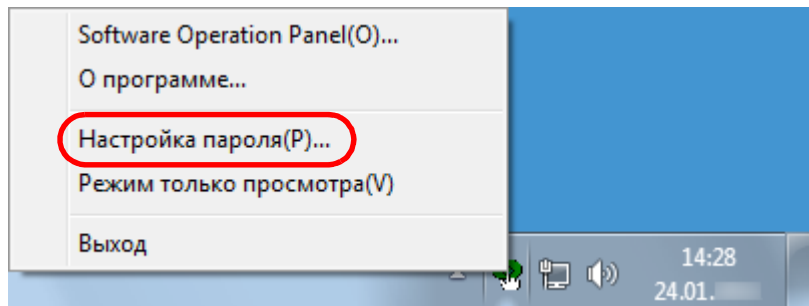 Software Operation Panel(O)...
О программе...
Настройка пароля(P)...
Режим только просмотра(V)
Выход
14:28
24.01.